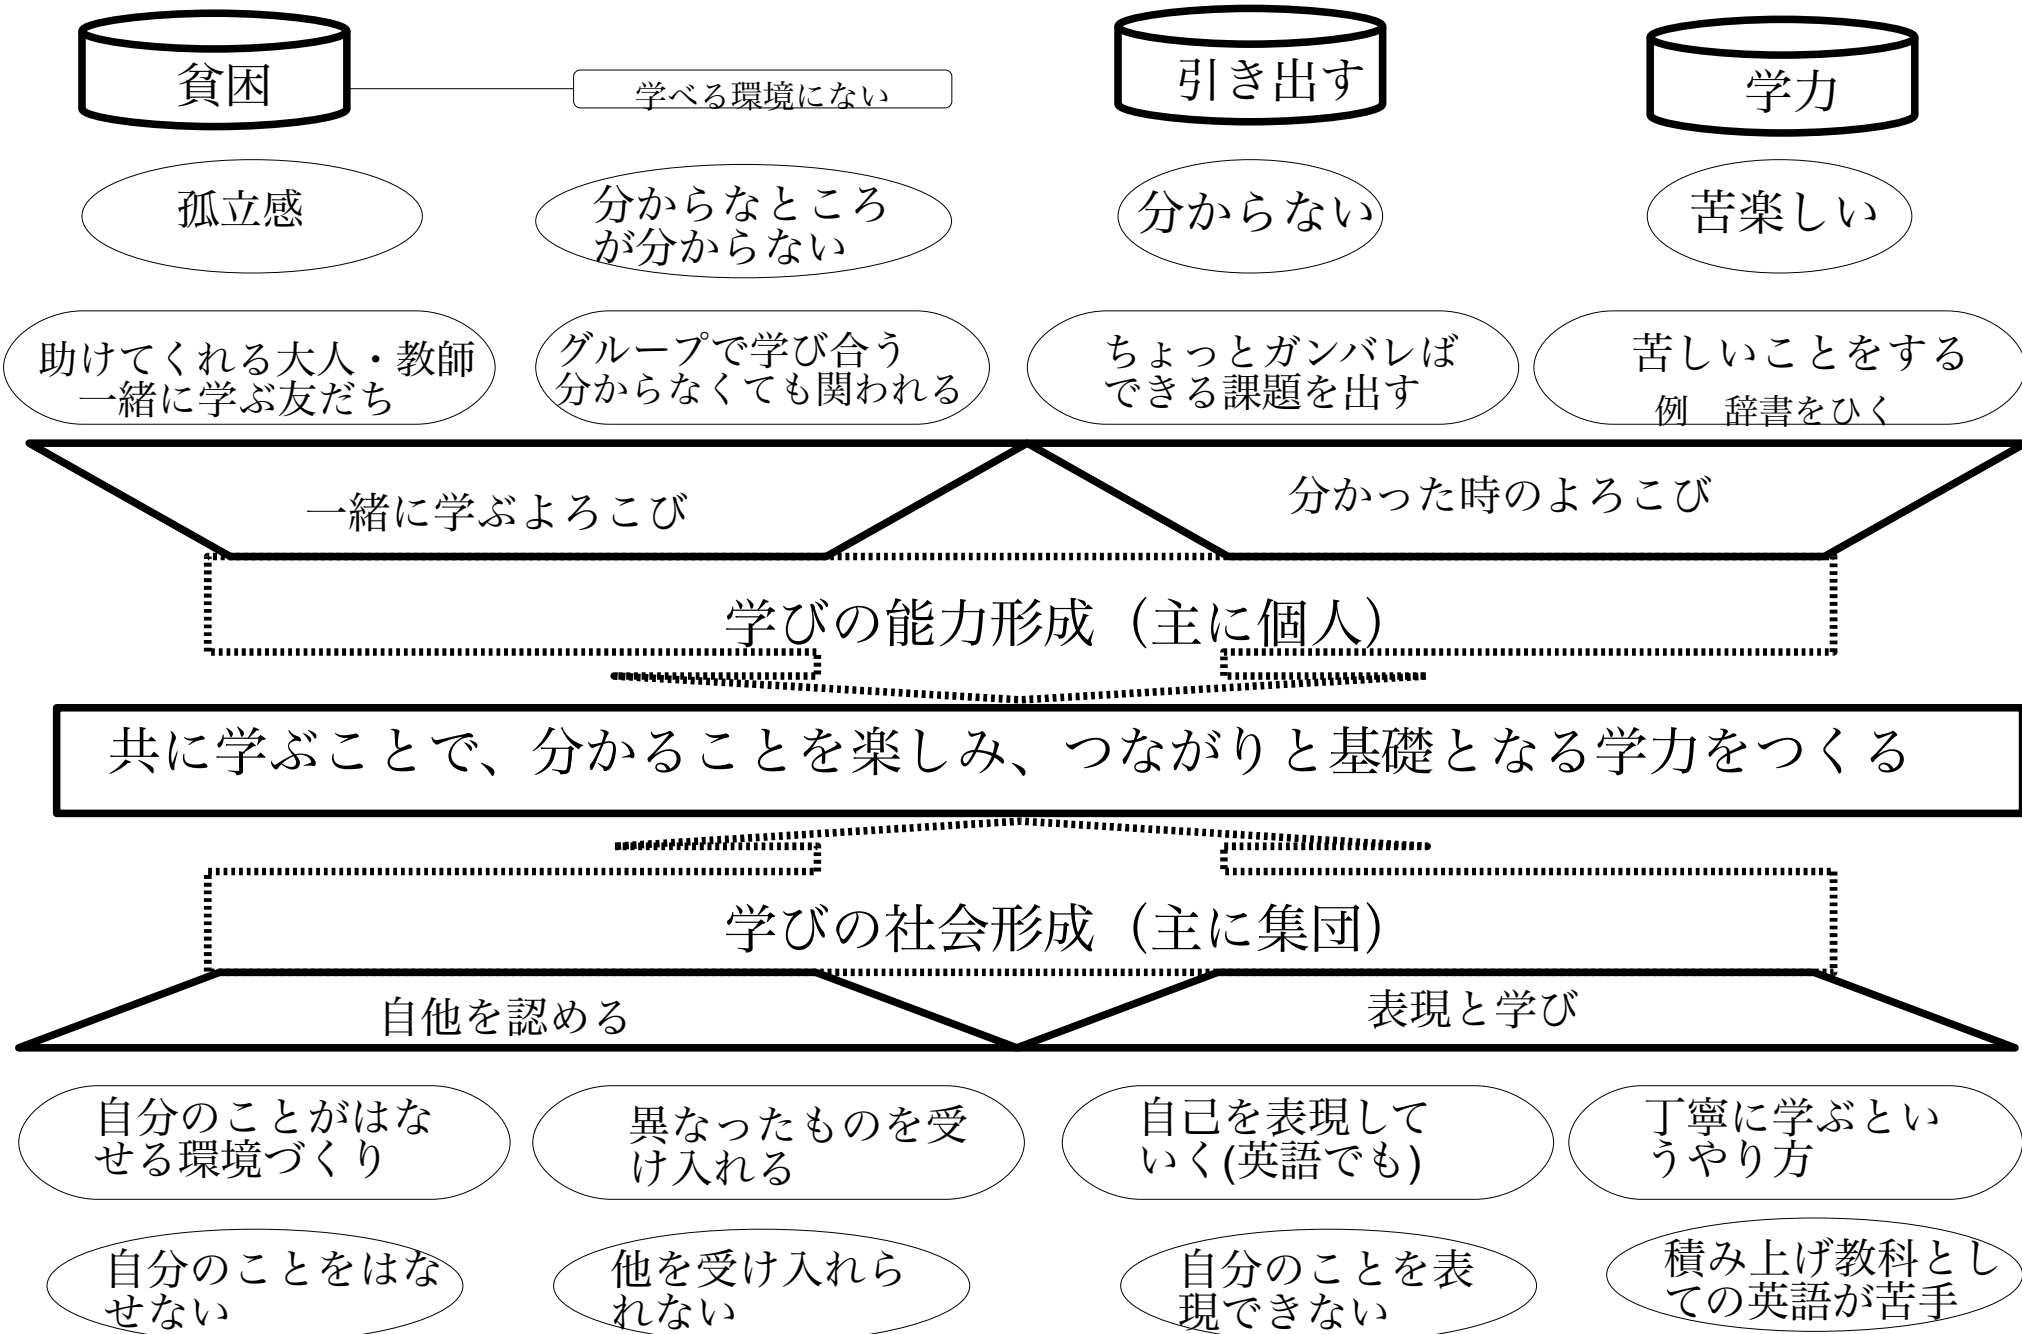 貧困
学べる環境にない
引き出す
学力
孤立感
分からなところ
が分からない
分からない
苦楽しい
助けてくれる大人・教師
一緒に学ぶ友だち
グループで学び合う
分からなくても関われる
ちょっとガンバレば
できる課題を出す
苦しいことをする
例　辞書をひく
一緒に学ぶよろこび
分かった時のよろこび
学びの能力形成（主に個人）
共に学ぶことで、分かることを楽しみ、つながりと基礎となる学力をつくる
学びの社会形成（主に集団）
自他を認める
表現と学び
自分のことがはな
せる環境づくり
異なったものを受
け入れる
自己を表現して
いく(英語でも)
丁寧に学ぶとい
うやり方
自分のことをはな
せない
他を受け入れら
れない
自分のことを表
現できない
積み上げ教科とし
ての英語が苦手